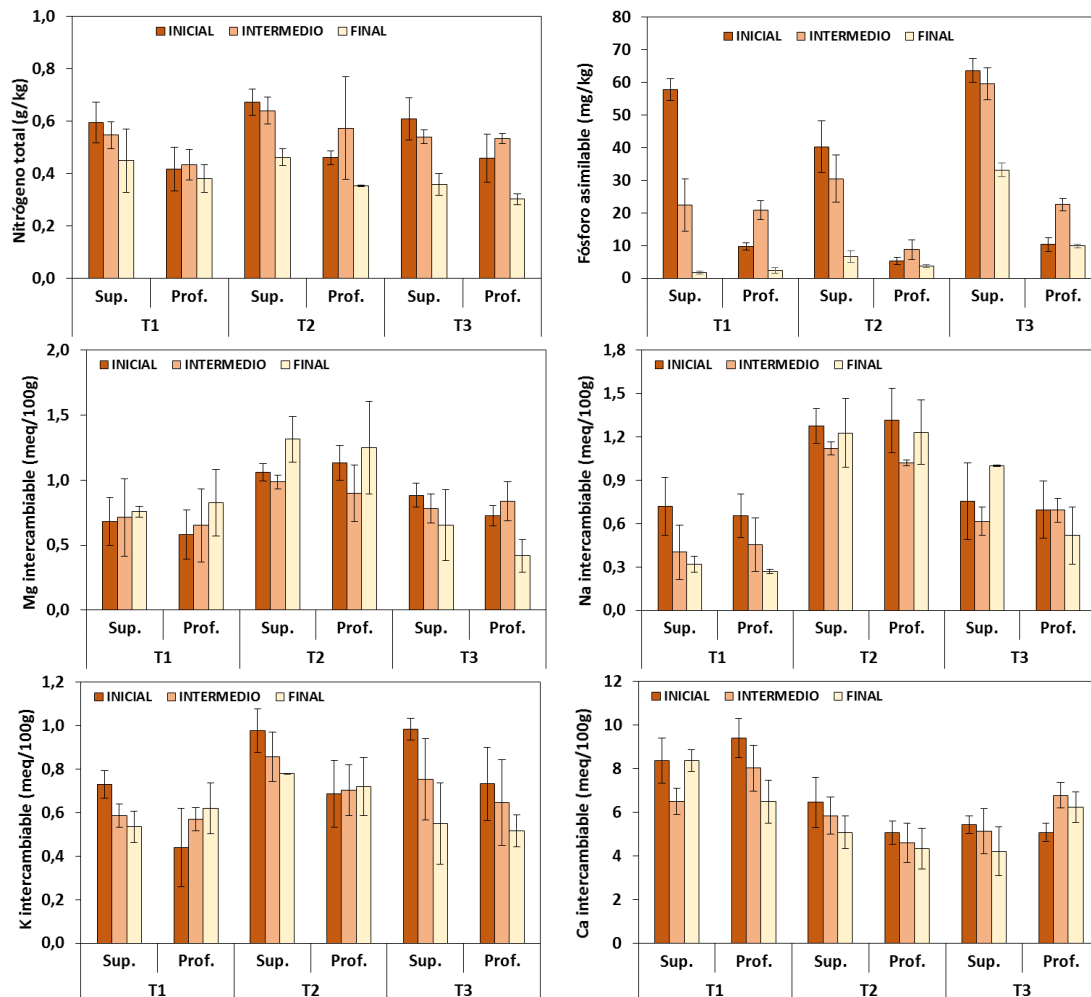 Nitrógeno total (g/kg)
1,0
0,8
0,6
0,4
0,2
0,0
INICIAL INTERMEDIO FINAL
Sup. Prof. Sup. Prof. Sup. Prof.
T1 T2 T3
Fósforo asimilable (mg/kg)
80
70
60
50
40
30
20
10
0
INICIAL INTERMEDIO FINAL
Sup. Prof. Sup. Prof. Sup. Prof.
T1 T2 T3
Mg intercambiable (meq/100g)
2,0
1,5
1,0
0,5
0,0
INICIAL INTERMEDIO FINAL
Sup. Prof. Sup. Prof. Sup. Prof.
T1 T2 T3
Na intercambiable (meq/100g)
1,8
1,5
1,2
0,9
0,6
0,3
0,0
INICIAL INTERMEDIO FINAL
Sup. Prof. Sup. Prof. Sup. Prof.
T1 T2 T3
K intercambiable (meq/100g)
1,2
1,0
0,8
0,6
0,4
0,2
0,0
INICIAL INTERMEDIO FINAL
Sup. Prof. Sup. Prof. Sup. Prof.
T1 T2 T3
Ca intercambiable (meq/100g)
12
10
8
6
4
2
0
INICIAL INTERMEDIO FINAL
Sup. Prof. Sup. Prof. Sup. Prof.
T1 T2 T3